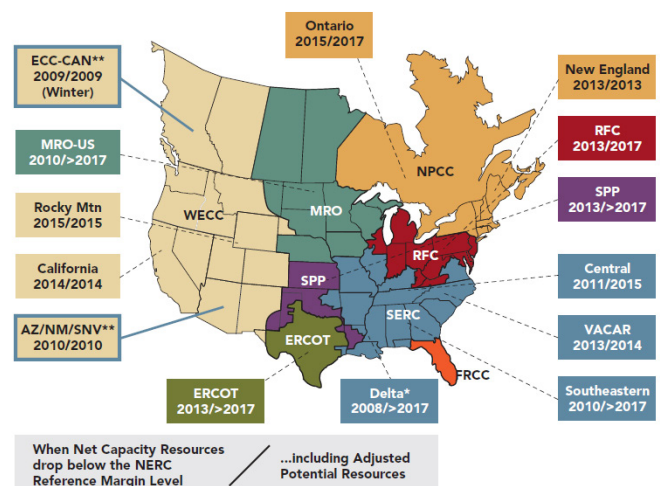 Ontario
2015/2017
ECC-CAN**
2009/2009
(Winter)
New England
2013/2013
MRO-US
2010/>2017
RFC
2013/2017
NPCC
SPP
2013/>2017
Rocky Mtn
2015/2015
WECC
MRO
RFC
California
2014/2014
SPP
Central
2011/2015
SERC
AZ/NM/SNV**
2010/2010
ERCOT
VACAR
2013/2014
FRCC
ERCOT
2013/>2017
Delta*
2008/>2017
Southeastern
2010/>2017
When Net Capacity Resources
drop below the NERC
Reference Margin Level
/
...including Adjusted
Potential Resources